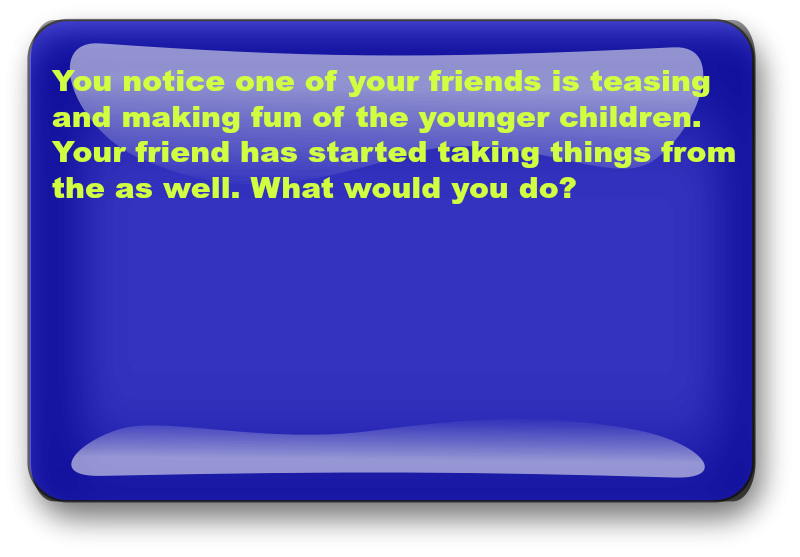 You notice one of your friends is teasing
and making fun of the younger children.
Your friend has started taking things from
the as well. What would you do?